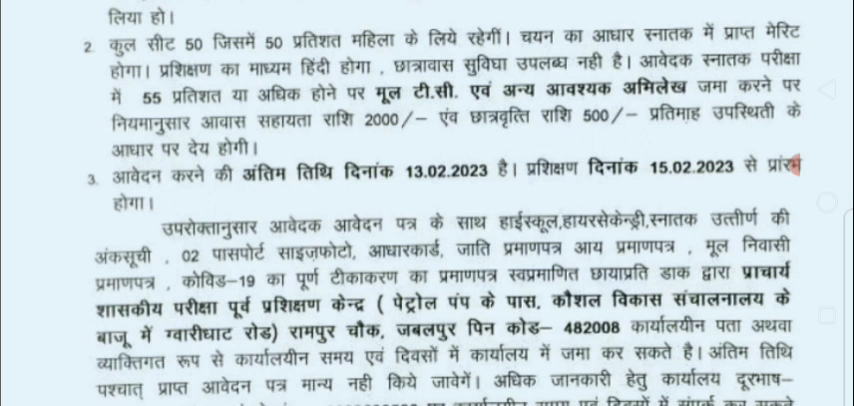 लिया हो।
2. कुल सीट 50 जिसमें 50 प्रतिशत महिला के लिये रहेगीं। चयन का आधार स्नातक में प्राप्त मेरिट
होगा। प्रशिक्षण का माध्यम हिंदी होगा , छात्रावास सुविधा उपलब्ध नही है। आवेदक स्नातक परीक्षा
में 55 प्रतिशत या अधिक होने पर मूल टी.सी. एवं अन्य आवश्यक अभिलेख जमा करने पर
नियमानुसार आवास सहायता राशि 2000/– एंव छात्रवृत्ति राशि 500/– प्रतिमाह उपस्थिती के
आधार पर देय होगी।
3. आवेदन करने की अंतिम तिथि दिनांक 13.02.2023 है। प्रशिक्षण दिनांक 15.02.2023 से प्रांरभ
होगा।
उपरोक्तानुसार आवेदक आवेदन पत्र के साथ हाईस्कूल,हायरसेकेन्ड्री,स्नातक उत्तीर्ण की
अंकसूची , 02 पासपोर्ट साइज़फोटो, आधारकार्ड, जाति प्रमाणपत्र आय प्रमाणपत्र , मूल निवासी
प्रमाणपत्र , कोविड–19 का पूर्ण टीकाकरण का प्रमाणपत्र स्वप्रमाणित छायाप्रति डाक द्वारा प्राचार्य
शासकीय परीक्षा पूर्व प्रशिक्षण केन्द्र ( पेट्रोल पंप के पास, कौशल विकास संचालनालय के
बाजू में ग्वारीघाट रोड) रामपुर चौक, जबलपुर पिन कोड– 482008 कार्यालयीन पता अथवा
व्याक्तिगत रूप से कार्यालयीन समय एवं दिवसों में कार्यालय में जमा कर सकते है। अंतिम तिथि
पश्चात् प्राप्त आवेदन पत्र मान्य नही किये जावेगें। अधिक जानकारी हेतु कार्यालय दूरभाष–